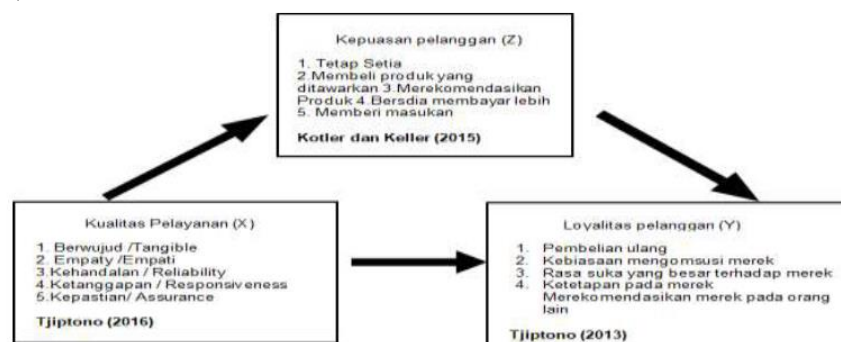 Kepuasan pelanggan (Z)
1. Tetap Setia
2.Membeli produk yang
ditawarkan 3.Merekomendasikan
Produk 4.Bersdia membayar lebih
5. Memberi masukan
Kotler dan Keller (2015)
Kualitas Pelayanan (X)
1. Berwujud /Tangible
2. Empaty /Empati
3.Kehandalan / Reliability
4.Ketanggapan / Responsiveness
5.Kepastian/ Assurance
Tjiptono (2016)
Loyalitas pelanggan (Y)
1. Pembelian ulang
2. Kebiasaan mengomsusi merek
3. Rasa suka yang besar terhadap merek
4. Ketetapan pada merek
Merekomendasikan merek pada orang
lain
Tjiptono (2013)